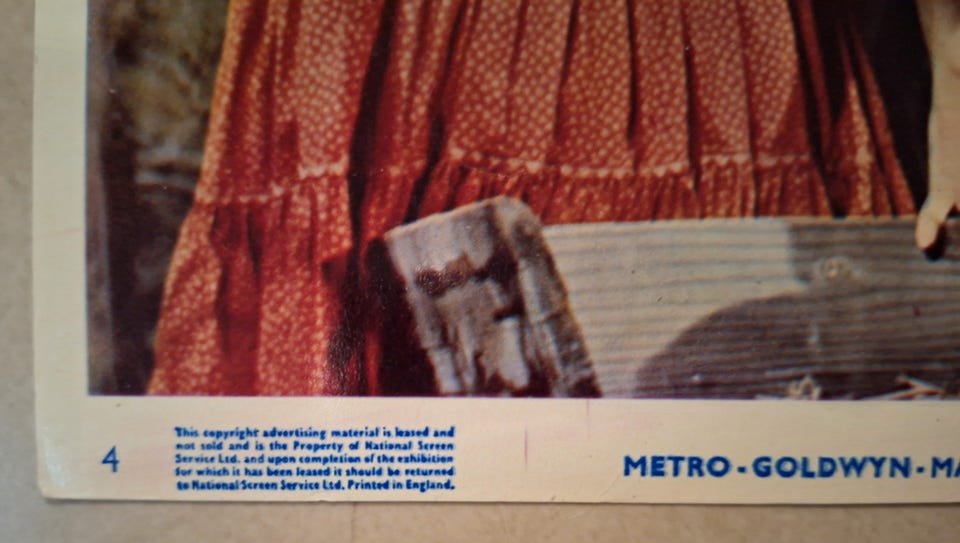 4
This copyright advertising material is leased and
not sold and is the Property of National Screen
Service Ltd. and upon completion of the exhibition
for which it has been leased it should be returned
to National Screen Service Ltd. Printed in England.
METRO-GOLDWYN-MA